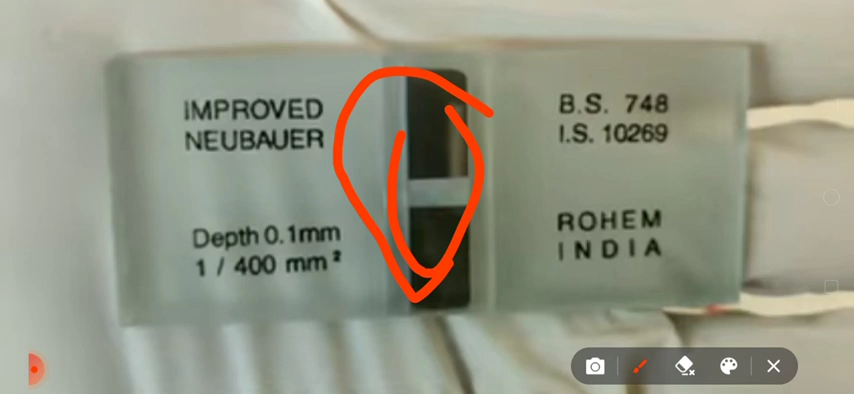 IMPROVED
NEUBAUER
Depth 0.1mm
1 / 400 mm²
B.S. 748
I.S. 10269
ROHEM
INDIA